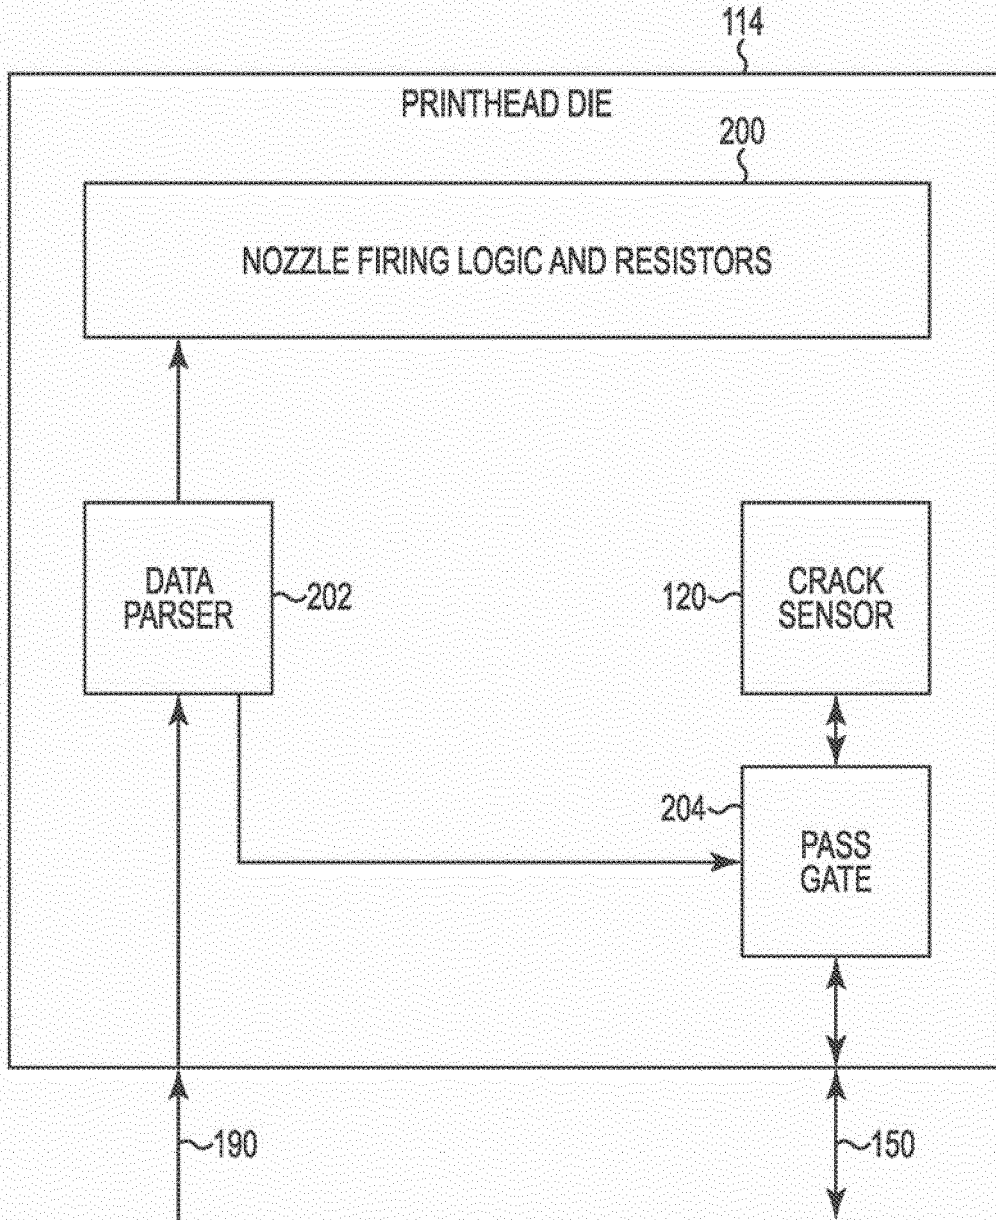 114
PRINTHEAD DIE
200
NOZZLE FIRING LOGIC AND RESISTORS
DATA
PARSER
202
120
CRACK
SENSOR
204
PASS
GATE
190
150